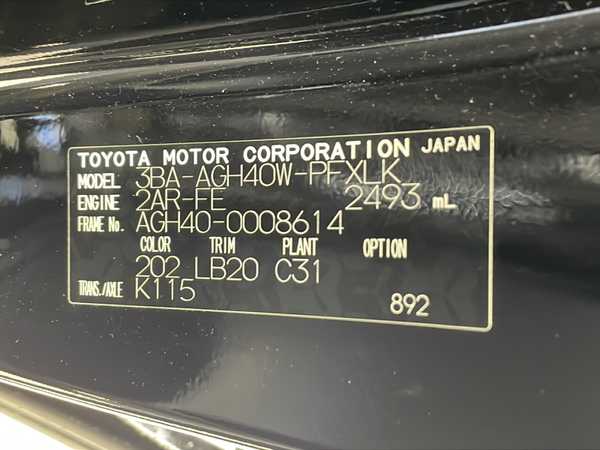 TOYOTA MOTOR CORPORATION JAPAN
MODEL 3BA-AGH40W-PFXLK
ENGINE 2AR-FE 2493 mL
FRAME No. AGH40-0008614
COLOR TRIM PLANT OPTION
202 LB20 C31
TRANS./AXLE K115
892